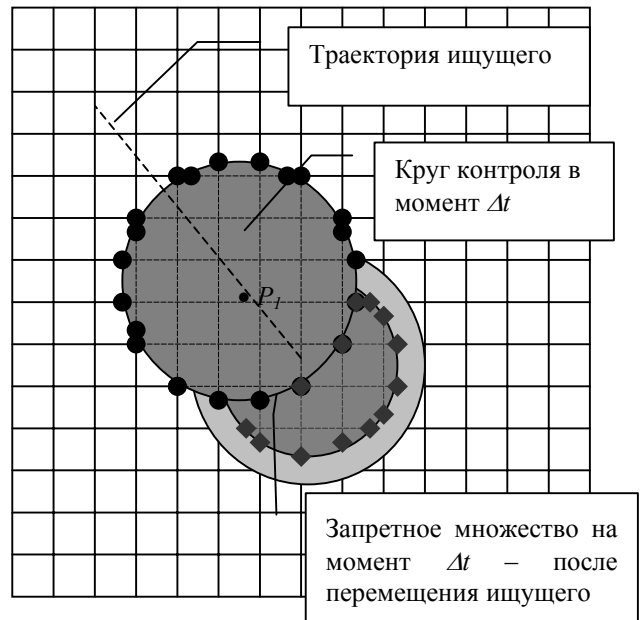 Траектория ищущего
Круг контроля в
момент Δt
P1
Запретное множество на
момент Δt – после
перемещения ищущего